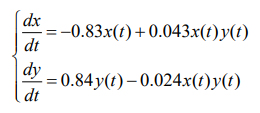 dx/dt = −0.83x(t) + 0.043x(t)y(t)
dy/dt = 0.84y(t) − 0.024x(t)y(t)